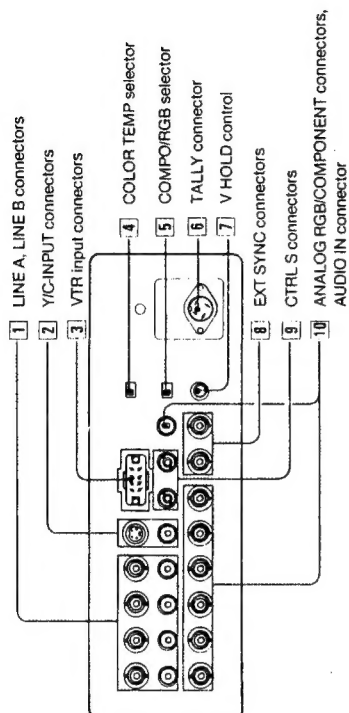 1 LINE A, LINE B connectors
2 Y/C-INPUT connectors
3 VTR input connectors
4 COLOR TEMP selector
5 COMPO/RGB selector
6 TALLY connector
7 V HOLD control
8 EXT SYNC connectors
9 CTRL S connectors
10 ANALOG RGB/COMPONENT connectors,
AUDIO IN connector